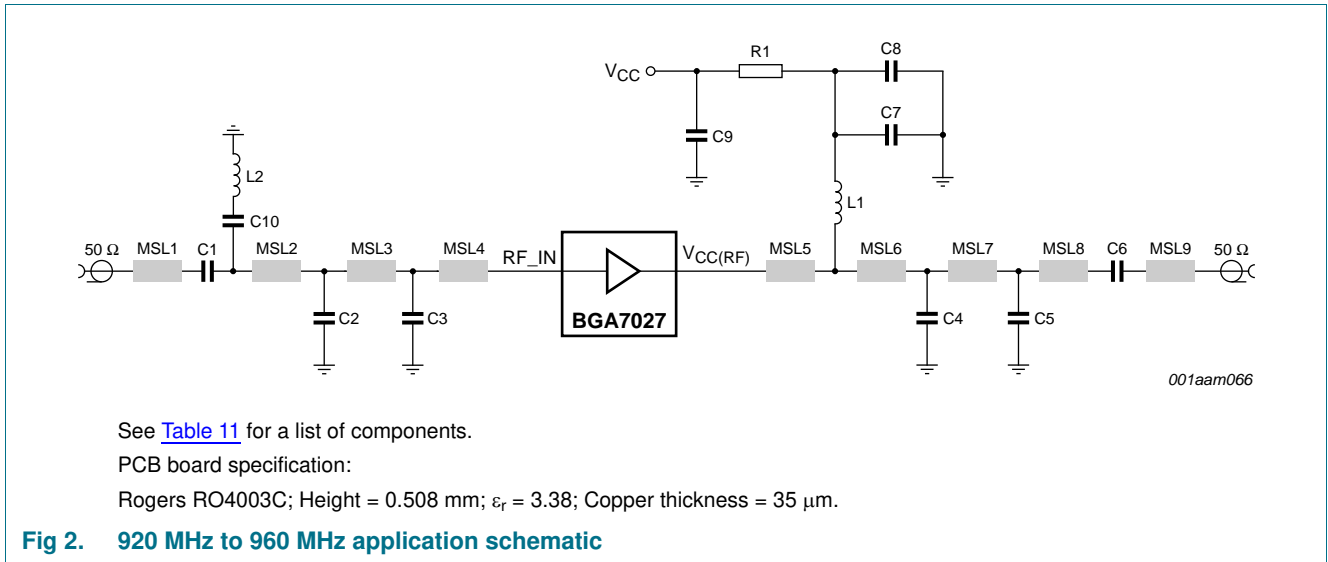 R1
C8
V_CC
C9
C7
L2
C10
L1
50 Ω
MSL1
C1
MSL2
MSL3
MSL4
RF_IN
V_CC(RF)
MSL5
MSL6
MSL7
MSL8
C6
MSL9
50 Ω
C2
C3
BGA7027
C4
C5
001aam066
See Table 11 for a list of components.
PCB board specification:
Rogers RO4003C; Height = 0.508 mm; ε_r = 3.38; Copper thickness = 35 μm.
Fig 2. 920 MHz to 960 MHz application schematic